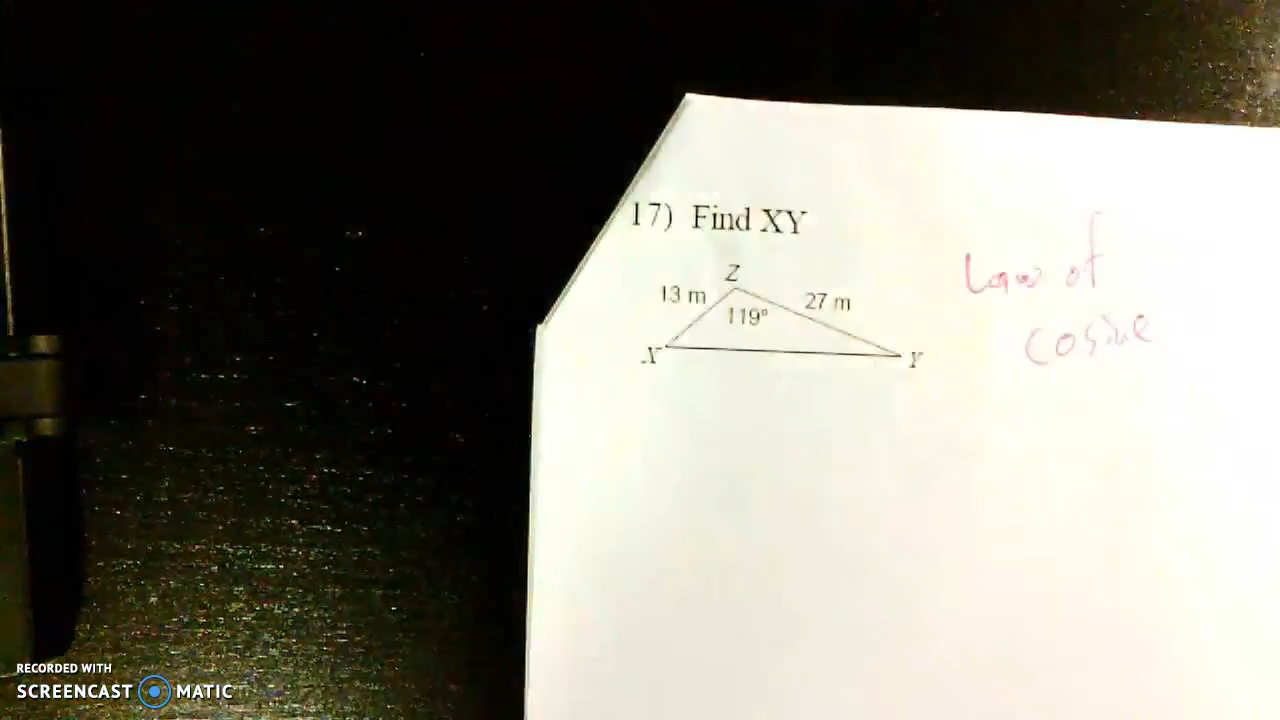 17) Find XY
Z
13 m
27 m
119°
X
Y
Law of
cosine
RECORDED WITH
SCREENCAST MATIC